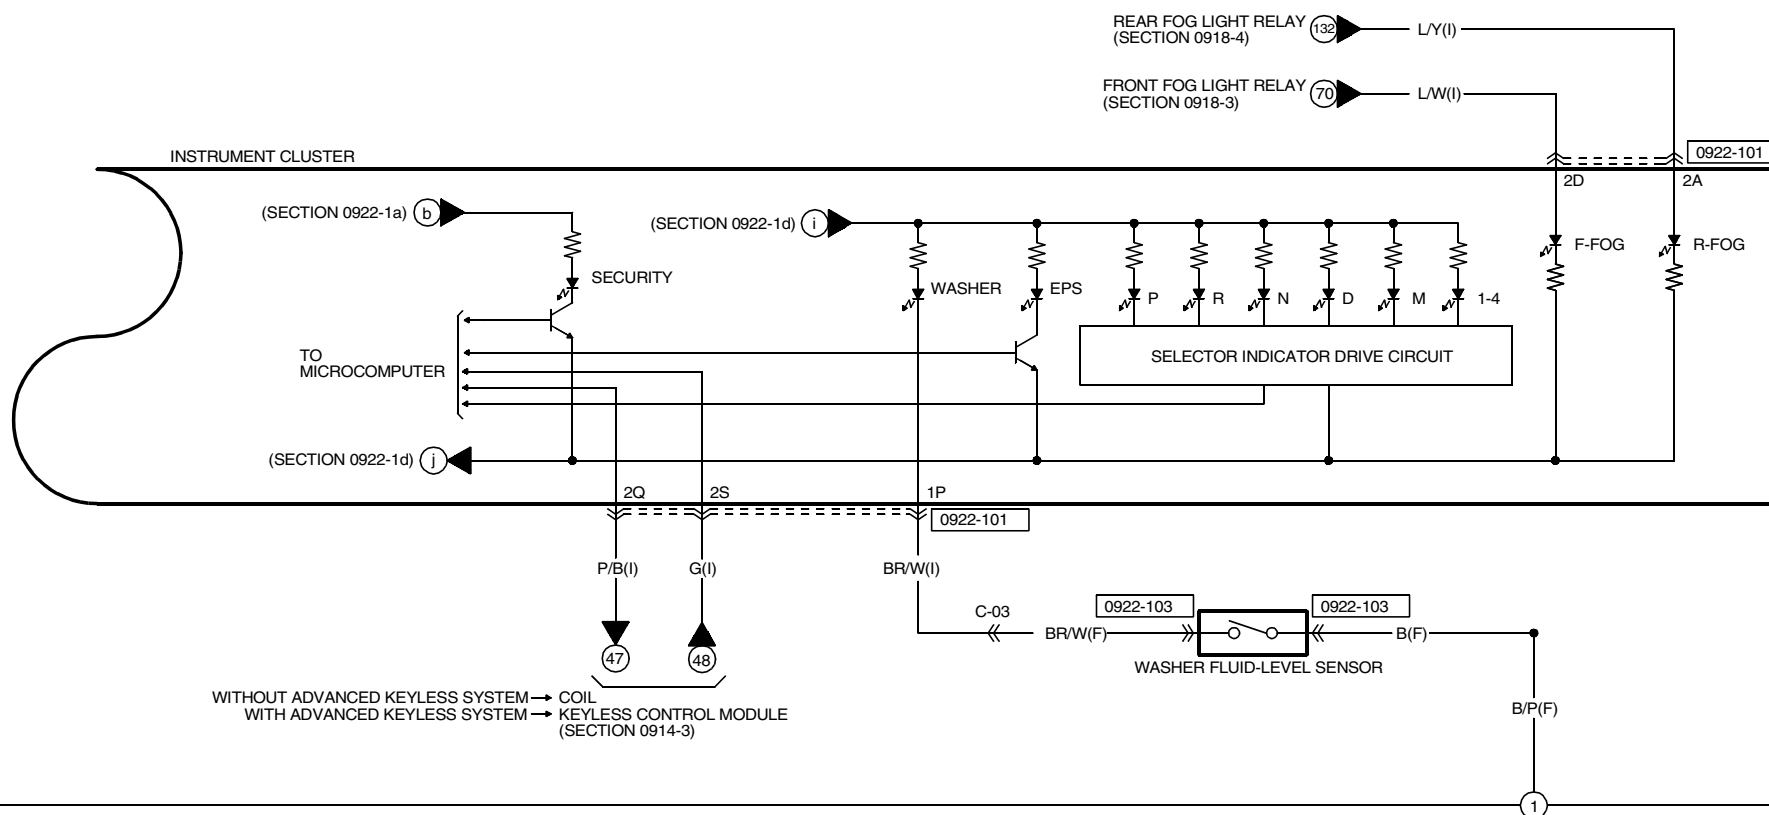 REAR FOG LIGHT RELAY 132 L/Y(I)
(SECTION 0918-4)
FRONT FOG LIGHT RELAY 70 L/W(I)
(SECTION 0918-3)
INSTRUMENT CLUSTER
0922-101
2D 2A
(SECTION 0922-1a) b
(SECTION 0922-1d) i
F-FOG R-FOG
SECURITY
WASHER EPS P R N D M 1-4
TO
MICROCOMPUTER
SELECTOR INDICATOR DRIVE CIRCUIT
(SECTION 0922-1d) j
2Q 2S 1P
0922-101
P/B(I) G(I) BR/W(I)
C-03 0922-103 0922-103
BR/W(F) B(F)
WASHER FLUID-LEVEL SENSOR
47 48
WITHOUT ADVANCED KEYLESS SYSTEM → COIL
WITH ADVANCED KEYLESS SYSTEM → KEYLESS CONTROL MODULE
(SECTION 0914-3)
B/P(F)
1